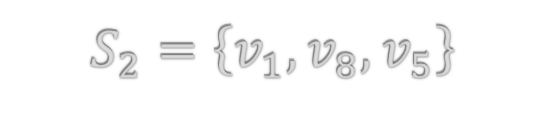 S₂ = {v₁, v₈, v₅}